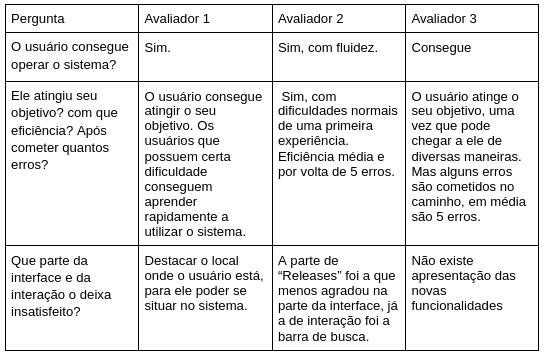 Pergunta
Avaliador 1
Avaliador 2
Avaliador 3
O usuário consegue
operar o sistema?
Sim.
Sim, com fluidez.
Consegue
Ele atingiu seu
objetivo? com que
eficiência? Após
cometer quantos
erros?
O usuário consegue
atingir o seu
objetivo. Os
usuários que
possuem certa
dificuldade
conseguem
aprender
rapidamente a
utilizar o sistema.
Sim, com
dificuldades normais
de uma primeira
experiência.
Eficiência média e
por volta de 5 erros.
O usuário atinge o
seu objetivo, uma
vez que pode
chegar a ele de
diversas maneiras.
Mas alguns erros
são cometidos no
caminho, em média
são 5 erros.
Que parte da
interface e da
interação o deixa
insatisfeito?
Destacar o local
onde o usuário está,
para ele poder se
situar no sistema.
A parte de
“Releases” foi a que
menos agradou na
parte da interface, já
a de interação foi a
barra de busca.
Não existe
apresentação das
novas
funcionalidades